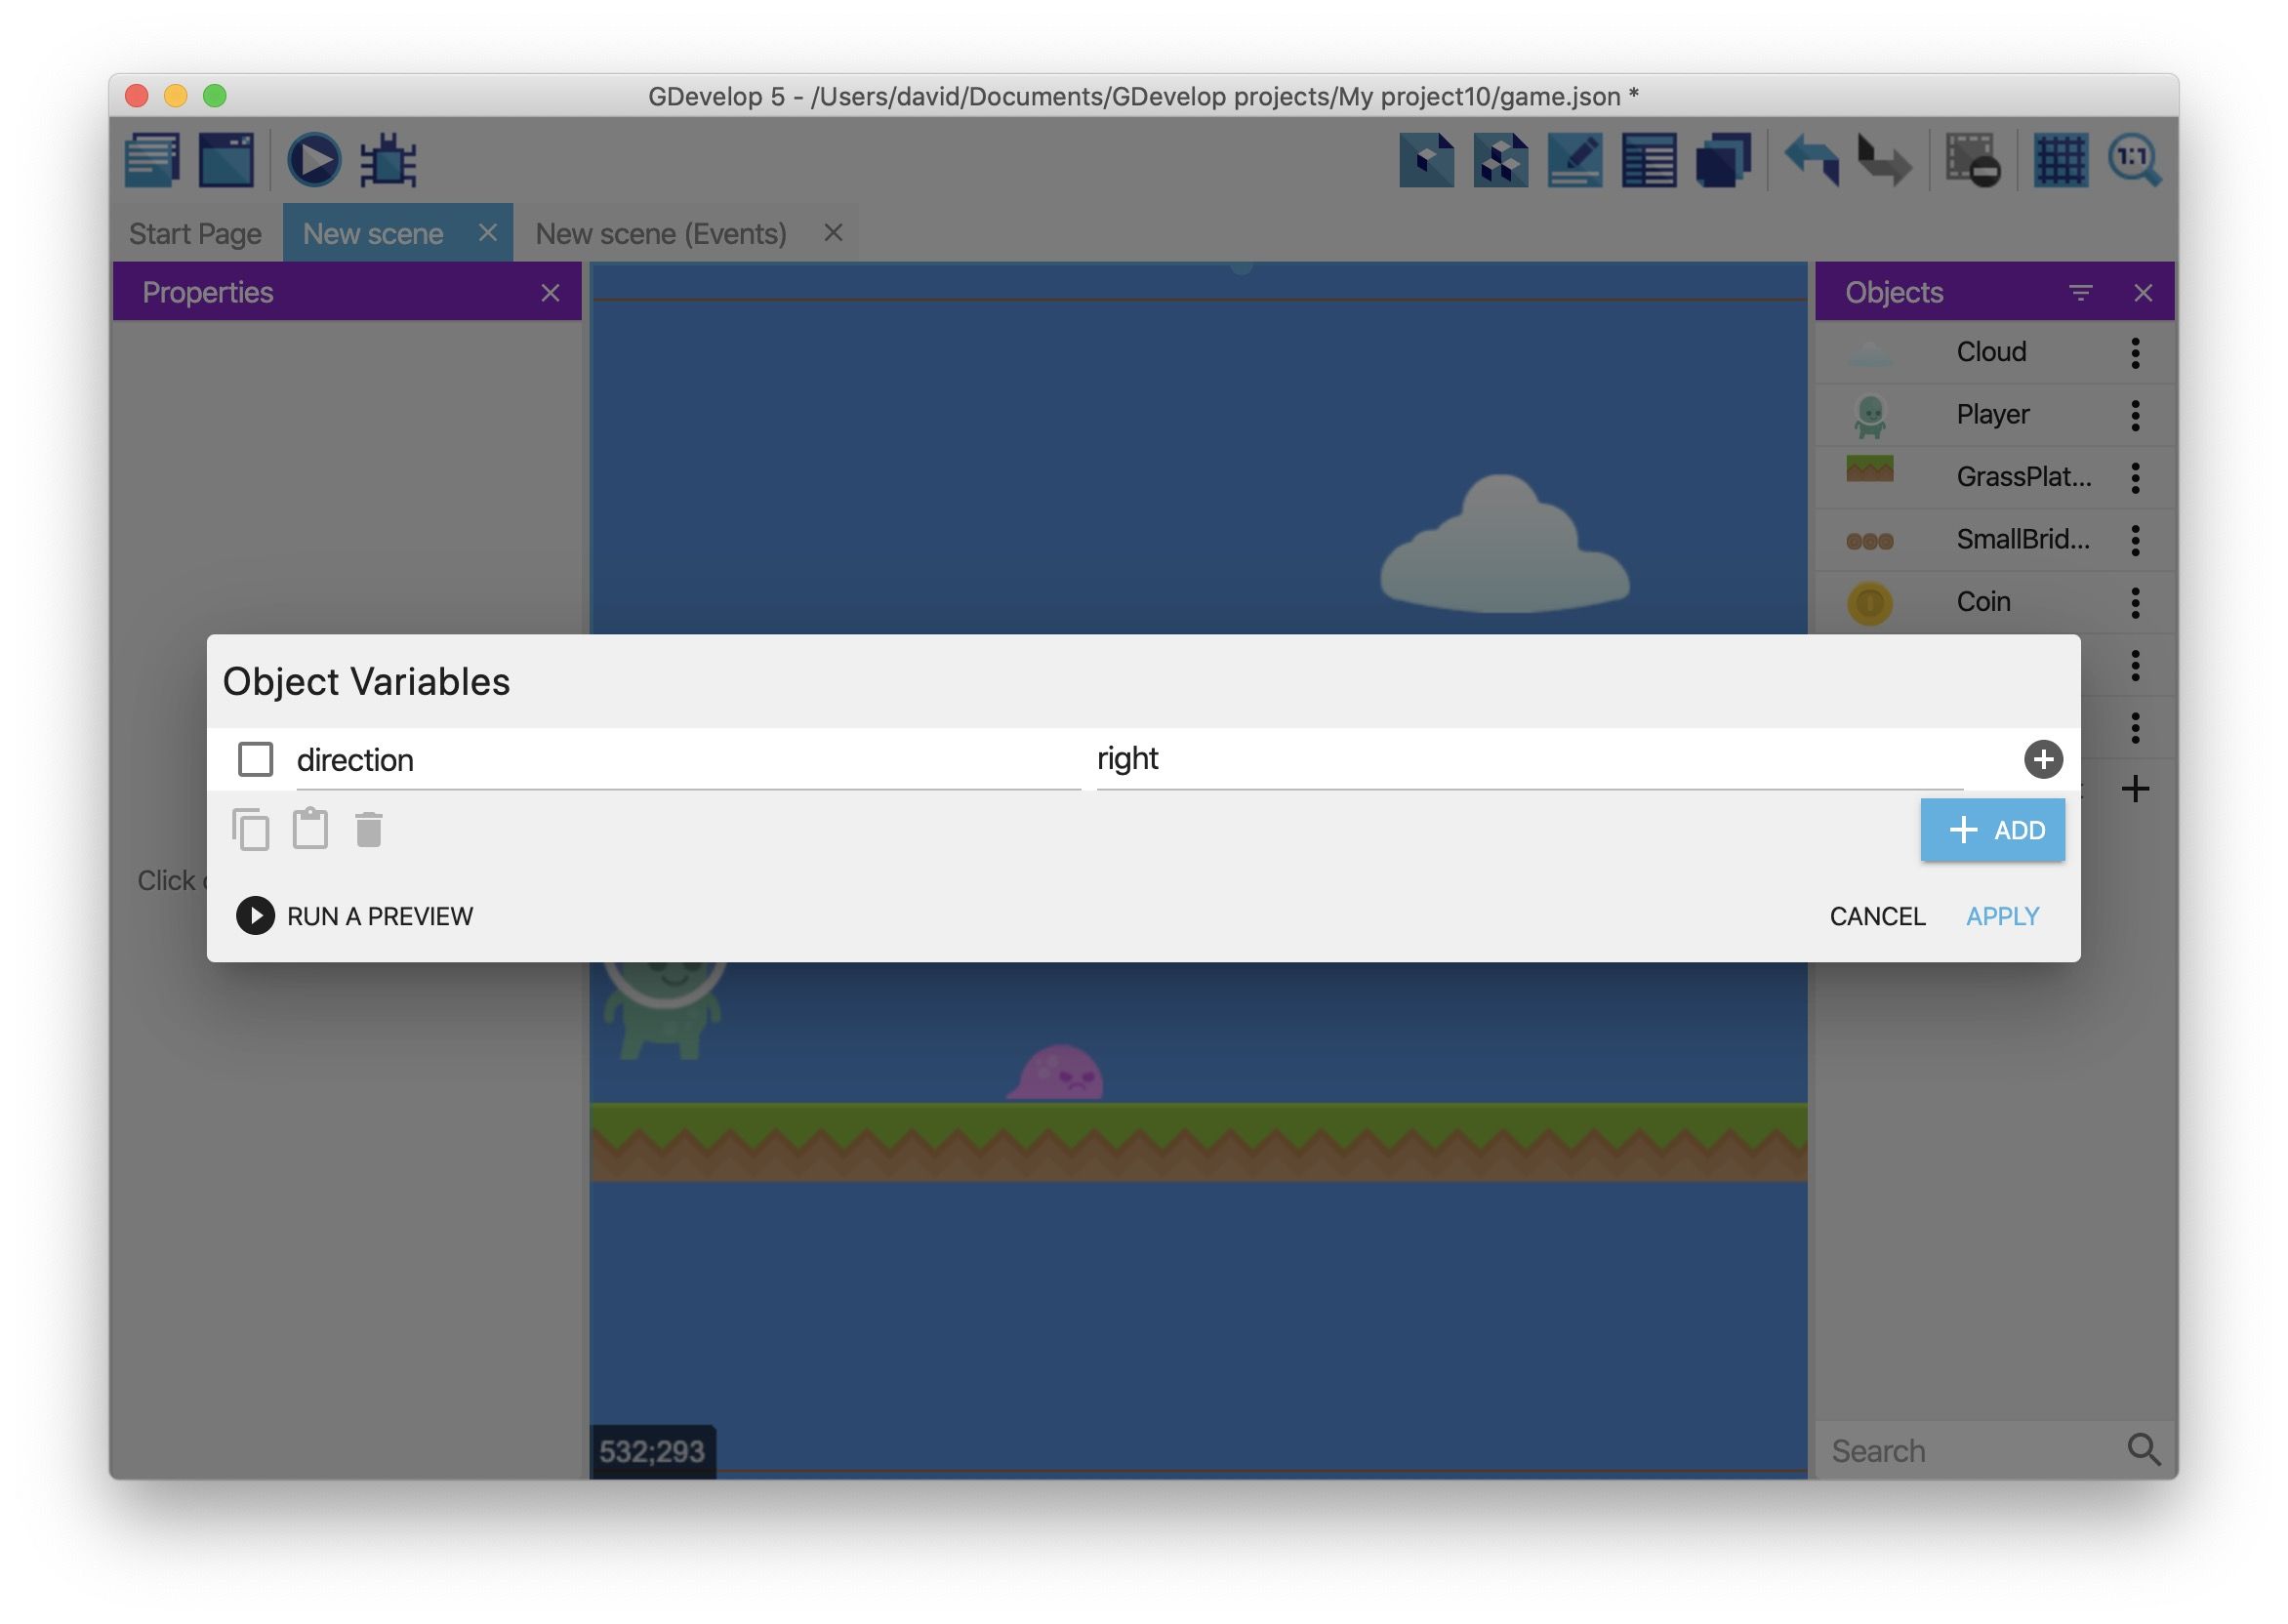 GDevelop 5 - /Users/david/Documents/GDevelop projects/My project10/game.json *
1:1
Start Page
New scene
New scene (Events)
Properties
Objects
Cloud
Player
GrassPlat...
SmallBrid...
Coin
Object Variables
direction
right
ADD
Click
RUN A PREVIEW
CANCEL
APPLY
532;293
Search